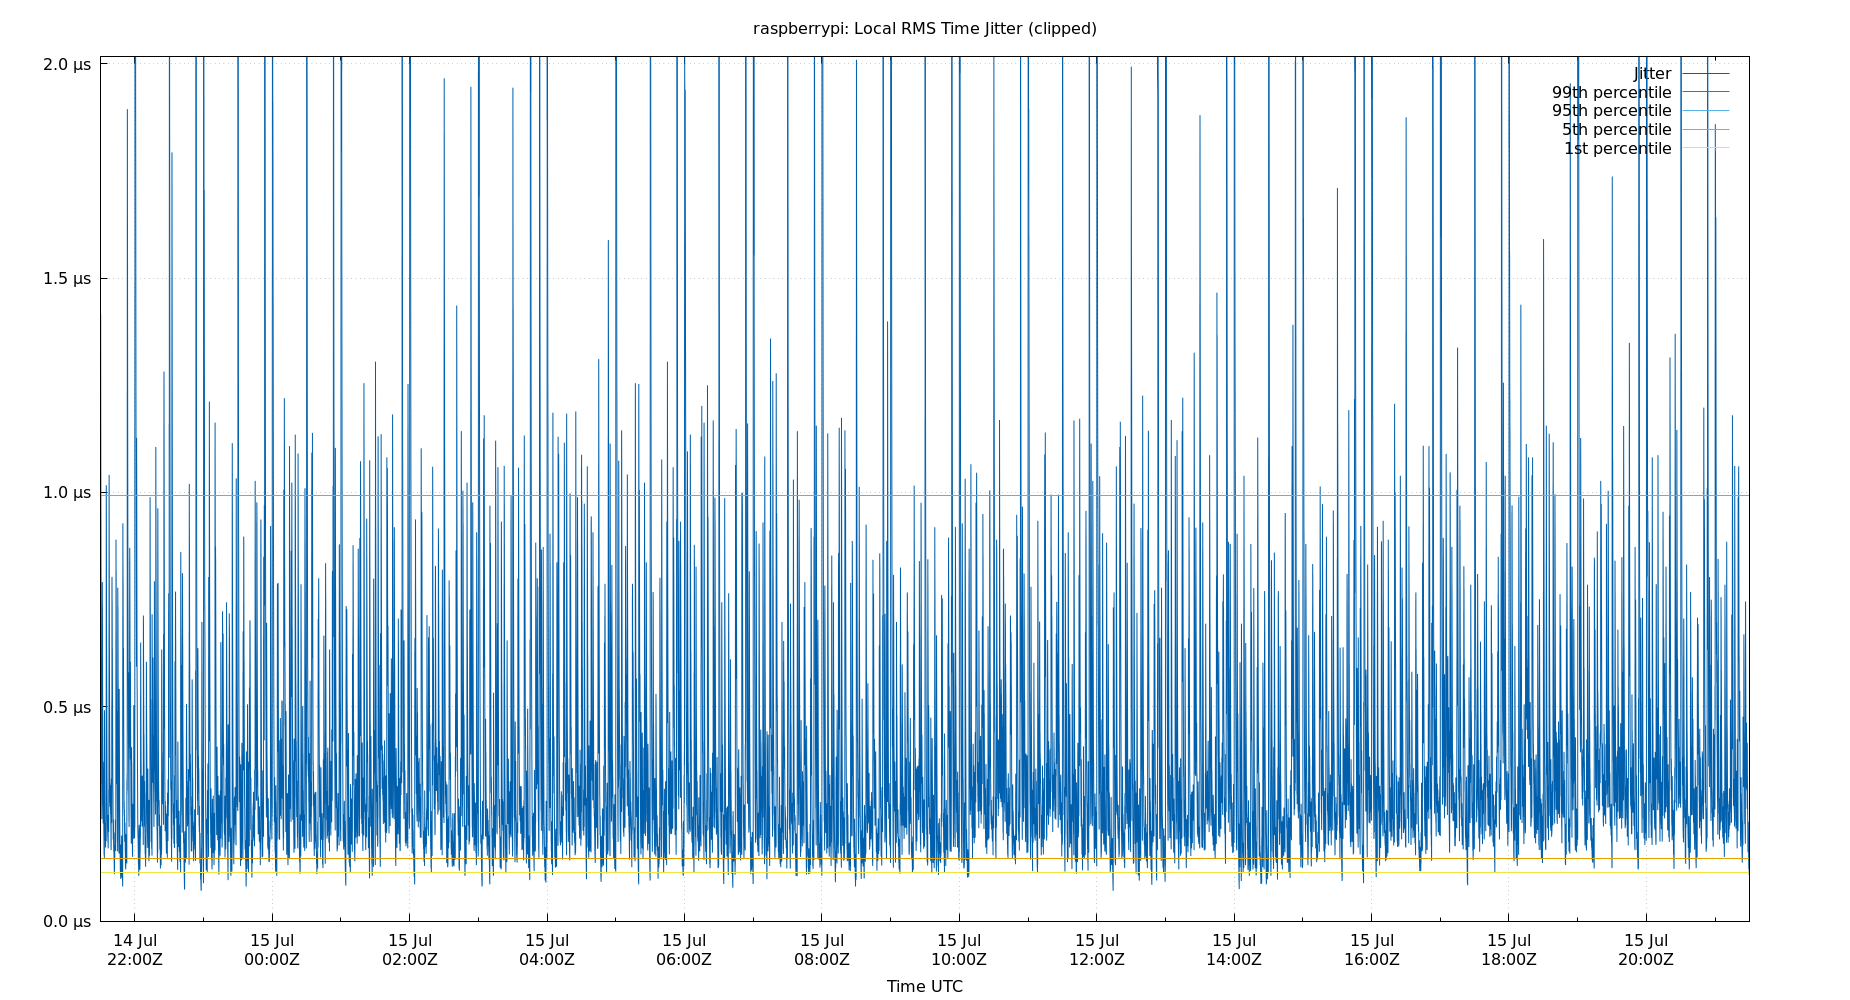 raspberrypi: Local RMS Time Jitter (clipped)
2.0 μs
1.5 μs
1.0 μs
0.5 μs
0.0 μs
Jitter
99th percentile
95th percentile
5th percentile
1st percentile
14 Jul 15 Jul 15 Jul 15 Jul 15 Jul 15 Jul 15 Jul 15 Jul 15 Jul 15 Jul 15 Jul 15 Jul
22:00Z 00:00Z 02:00Z 04:00Z 06:00Z 08:00Z 10:00Z 12:00Z 14:00Z 16:00Z 18:00Z 20:00Z
Time UTC